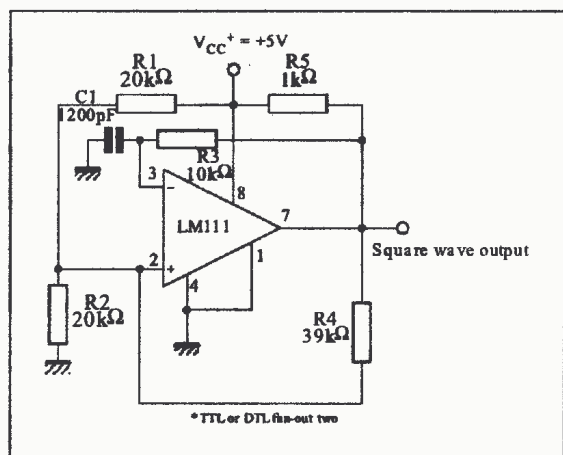 V_CC⁺ = +5V
R1
20kΩ
R5
1kΩ
C1
1200pF
R3
10kΩ
3
8
7
LM111
1
2
4
Square wave output
R2
20kΩ
R4
39kΩ
*TTL or DTL fan-out two